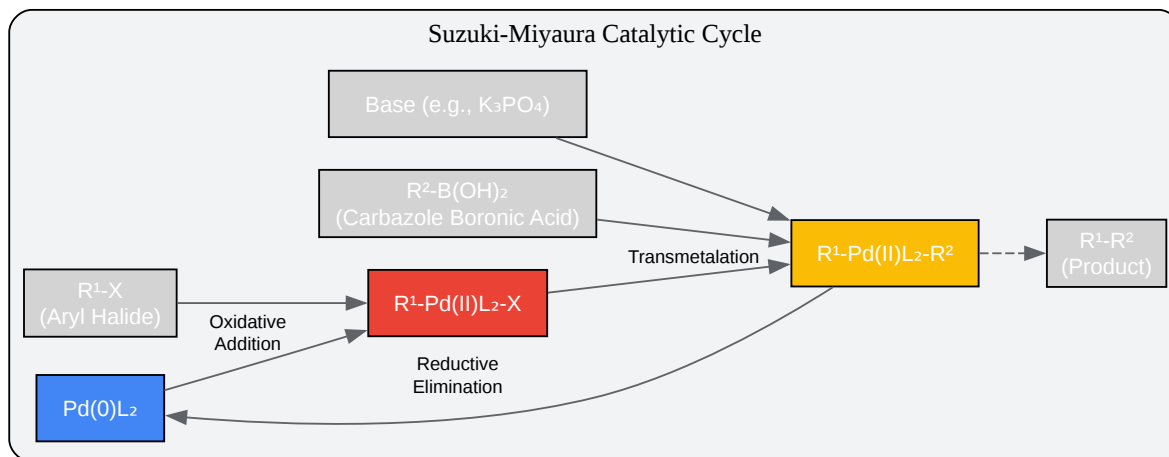 Suzuki-Miyaura Catalytic Cycle
Base (e.g., K₃PO₄)
R²-B(OH)₂
(Carbazole Boronic Acid)
R¹-Pd(II)L₂-R²
R¹-R²
(Product)
Transmetalation
R¹-X
(Aryl Halide)
R¹-Pd(II)L₂-X
Oxidative
Addition
Reductive
Elimination
Pd(0)L₂